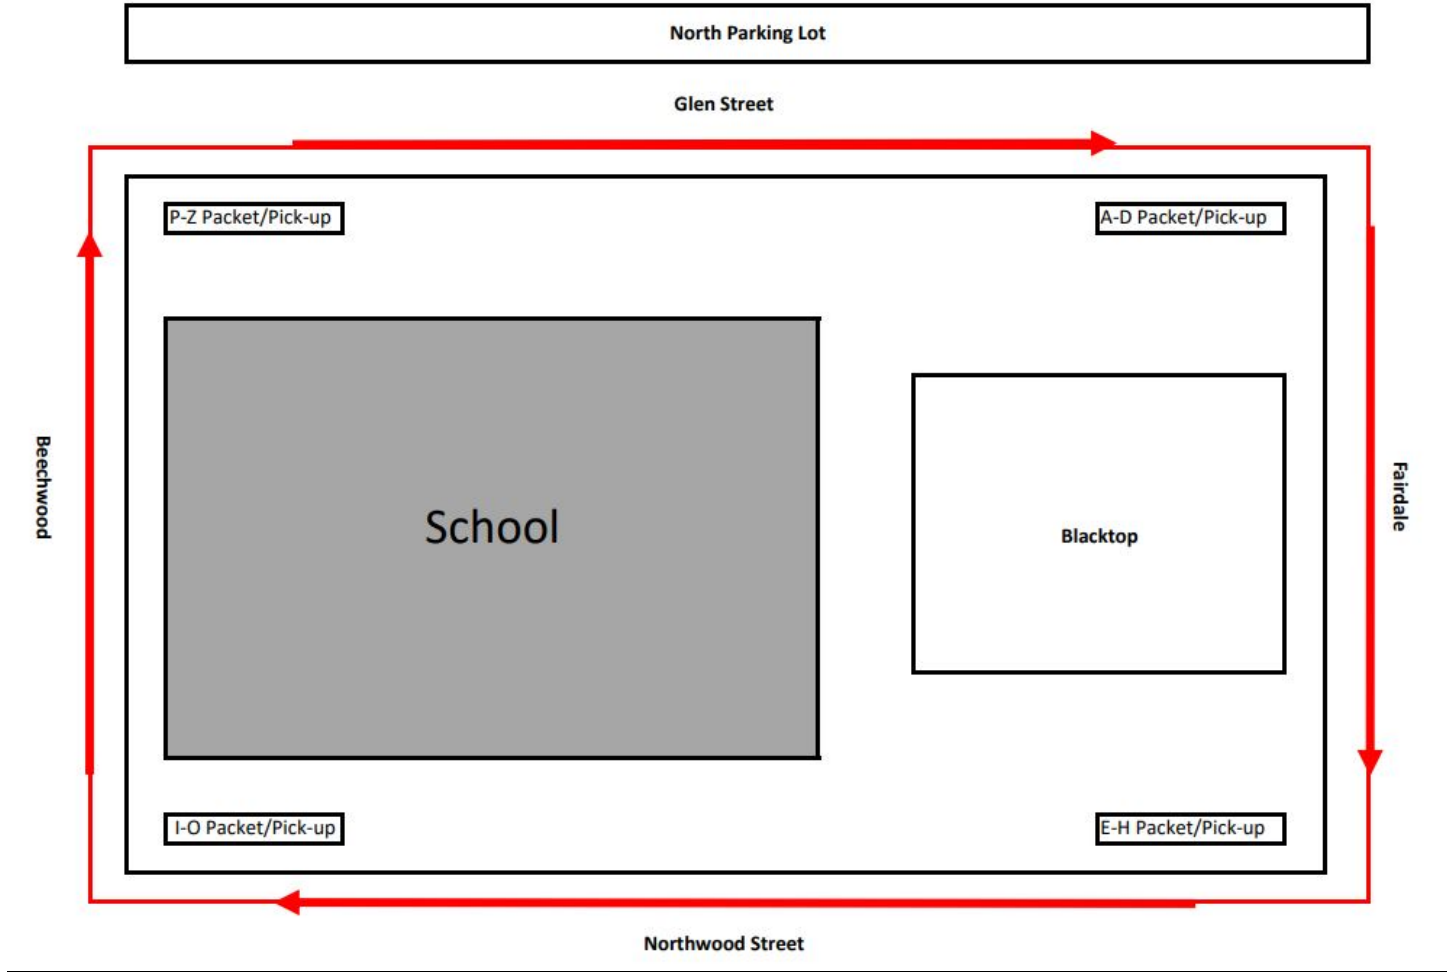 North Parking Lot
Glen Street
P-Z Packet/Pick-up
A-D Packet/Pick-up
Beechwood
School
Blacktop
Fairdale
I-O Packet/Pick-up
E-H Packet/Pick-up
Northwood Street